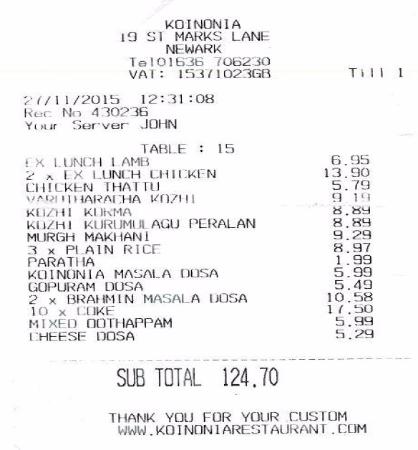 KOINONIA
19 ST MARKS LANE
NEWARK
Tel01636 706230
VAT: 15371023GB Till 1
27/11/2015 12:31:08
Rec No 430236
Your Server JOHN
TABLE : 15
EX LUNCH LAMB 6.95
2 x EX LUNCH CHICKEN 13.90
CHICKEN THATTU 5.79
VARUTHARACHA KOZHI 9.19
KOZHI KURMA 8.89
KOZHI KURUMULAGU PERALAN 8.89
MURGH MAKHANI 9.29
3 x PLAIN RICE 8.97
PARATHA 1.99
KOINONIA MASALA DOSA 5.99
GOPURAM DOSA 5.49
2 x BRAHMIN MASALA DOSA 10.58
10 x COKE 17.50
MIXED OOTHAPPAM 5.99
CHEESE DOSA 5.29
SUB TOTAL 124.70
THANK YOU FOR YOUR CUSTOM
WWW.KOINONIARESTAURANT.COM